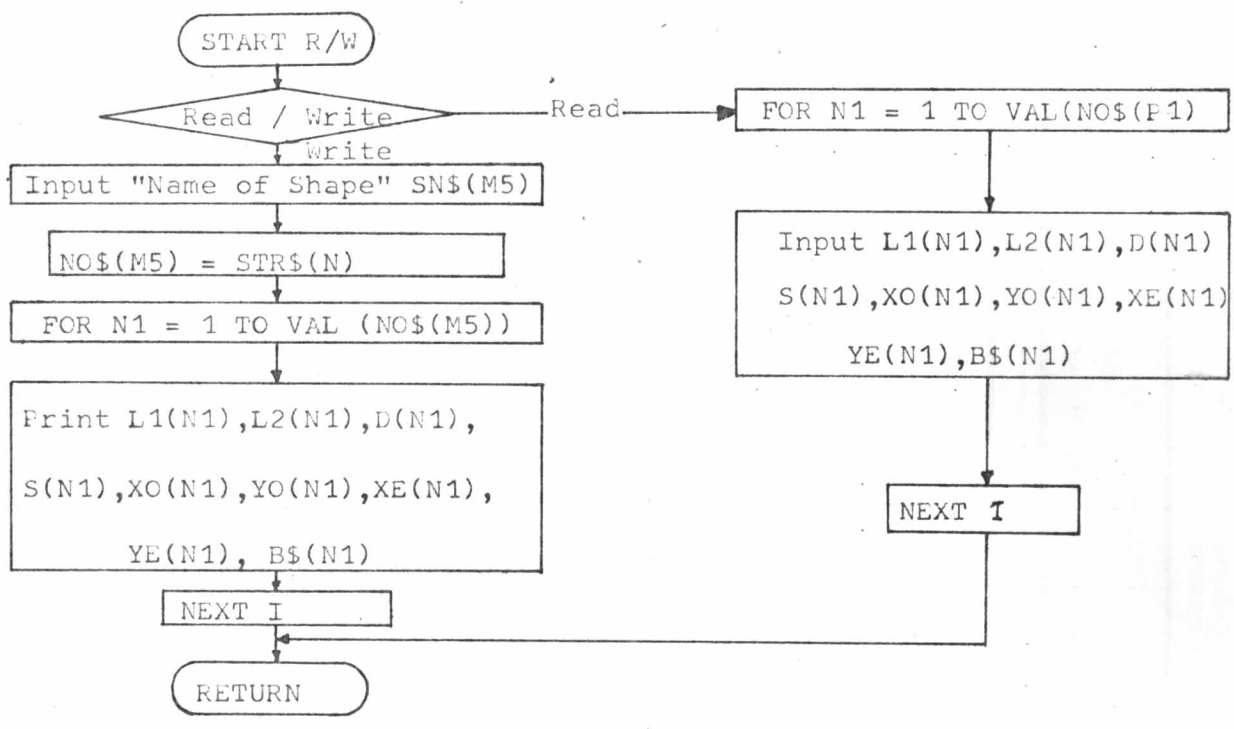 START R/W
Read / Write
Write
Input "Name of Shape" SN$(M5)
NO$(M5) = STR$(N)
FOR N1 = 1 TO VAL (NO$(M5))
Print L1(N1),L2(N1),D(N1),
S(N1),XO(N1),YO(N1),XE(N1),
YE(N1), B$(N1)
NEXT I
RETURN
Read
FOR N1 = 1 TO VAL(NO$(P1)
Input L1(N1),L2(N1),D(N1)
S(N1),XO(N1),YO(N1),XE(N1)
YE(N1),B$(N1)
NEXT I